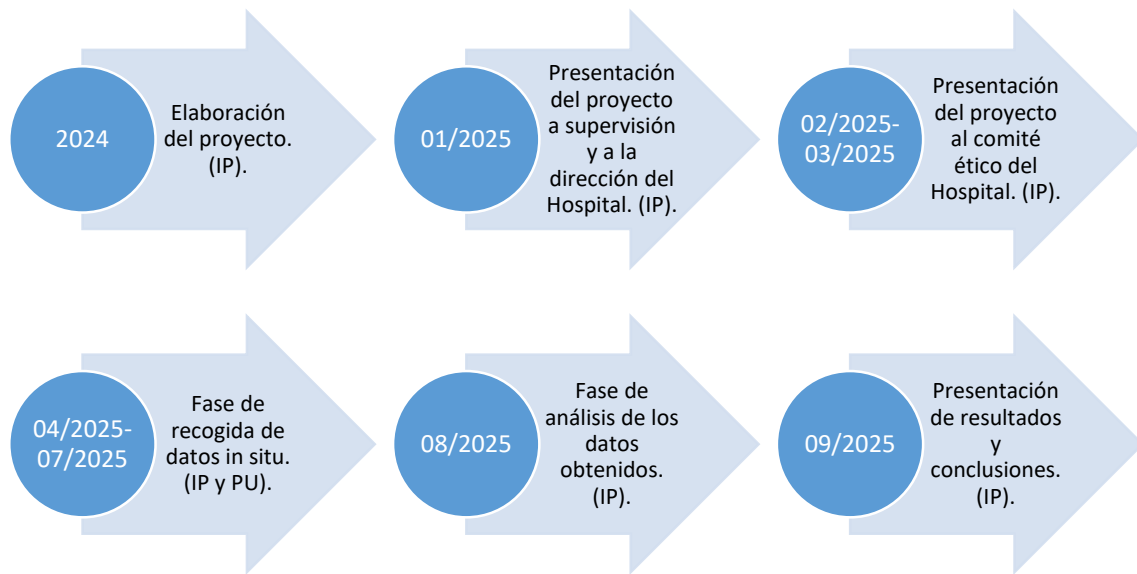 2024
Elaboración
del proyecto.
(IP).
01/2025
Presentación
del proyecto
a supervisión
y a la
dirección del
Hospital. (IP).
02/2025-
03/2025
Presentación
del proyecto
al comité
ético del
Hospital. (IP).
04/2025-
07/2025
Fase de
recogida de
datos in situ.
(IP y PU).
08/2025
Fase de
análisis de los
datos
obtenidos.
(IP).
09/2025
Presentación
de resultados
y
conclusiones.
(IP).